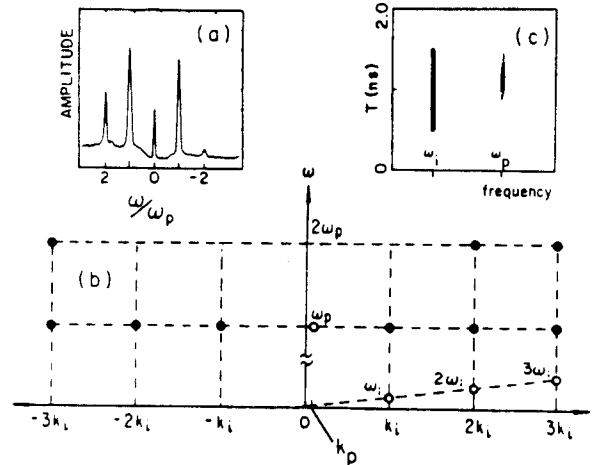 (a)
AMPLITUDE
2 0 -2
ω/ωp
(c)
2.0
T (ns)
0
ωi ωp
frequency
ω
2ωp
(b)
ωp
ωi 2ωi 3ωi
-3ki -2ki -ki 0 ki 2ki 3ki
kp